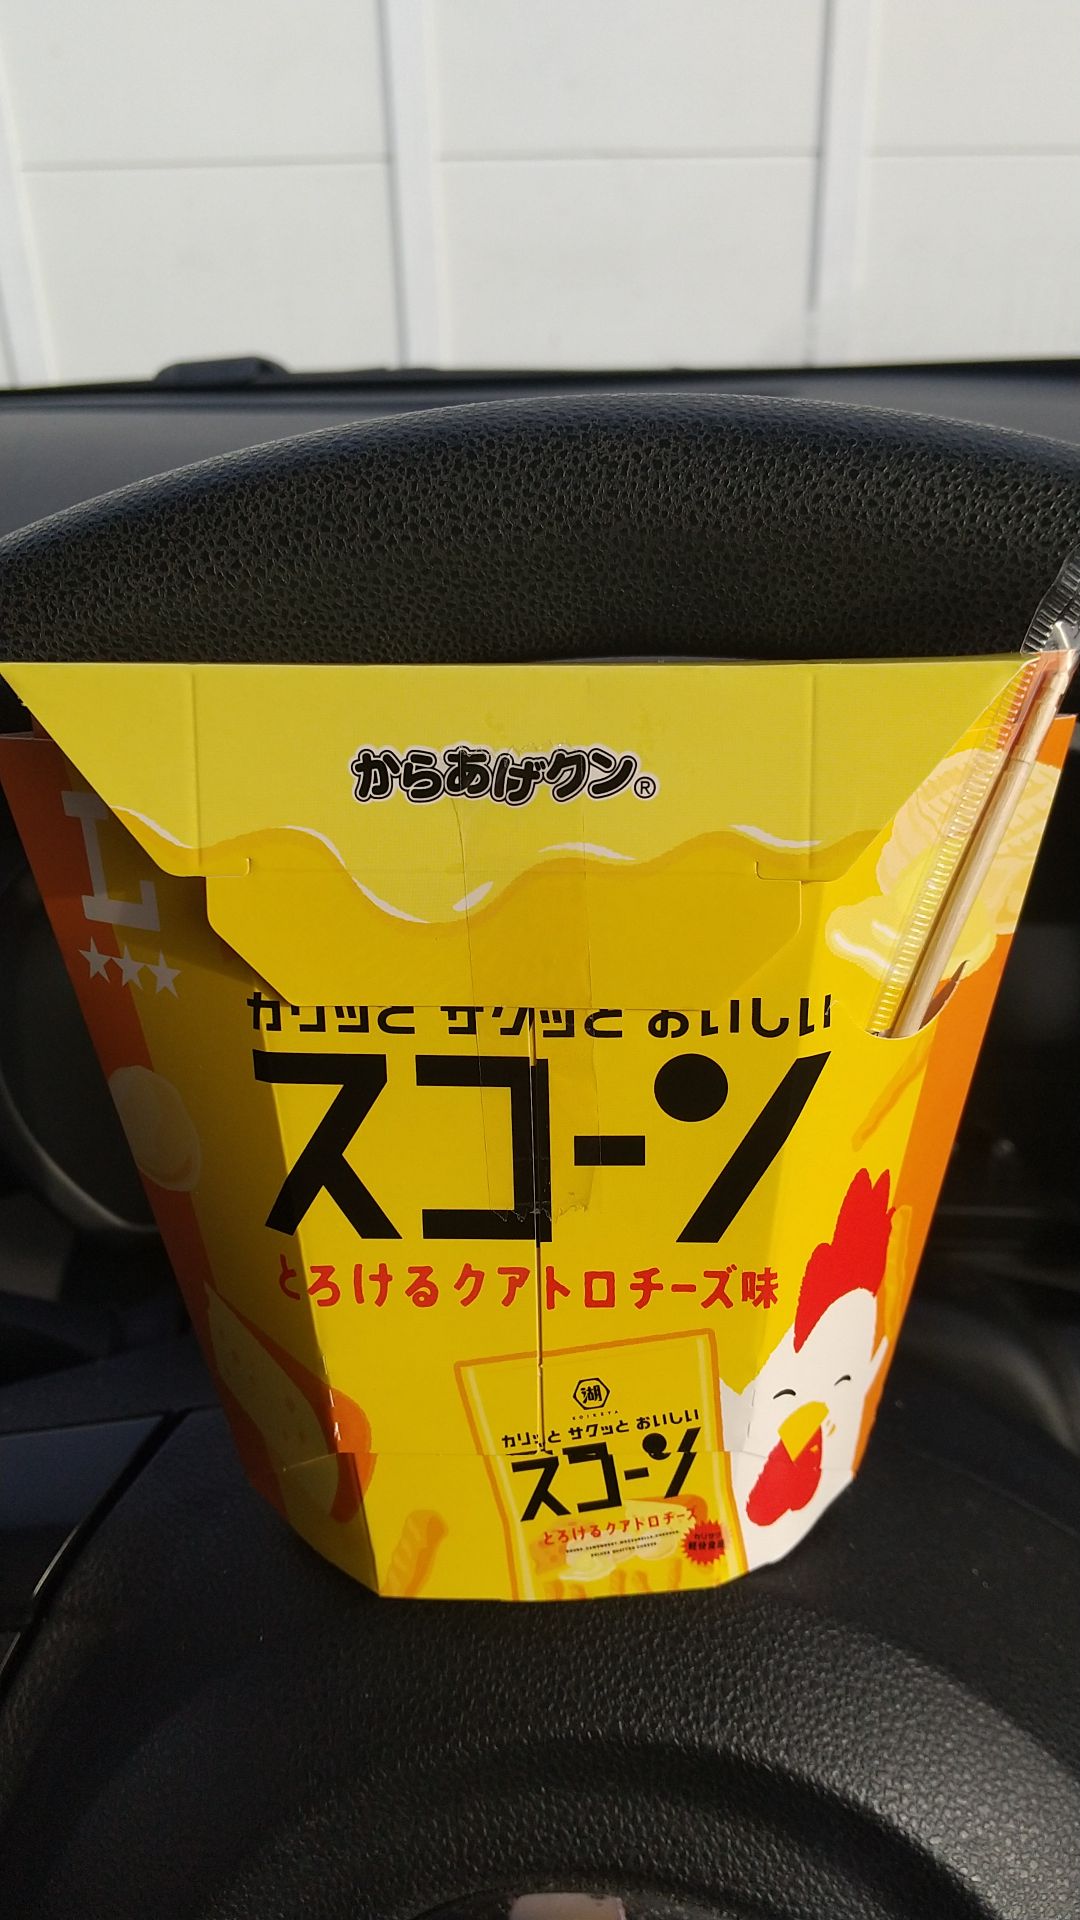 からあげクン®
L
カリッと サクッと おいしい
スコーン
とろけるクアトロチーズ味
湖
KOIKEYA
カリッと サクッと おいしい
スコーン
とろけるクアトロチーズ